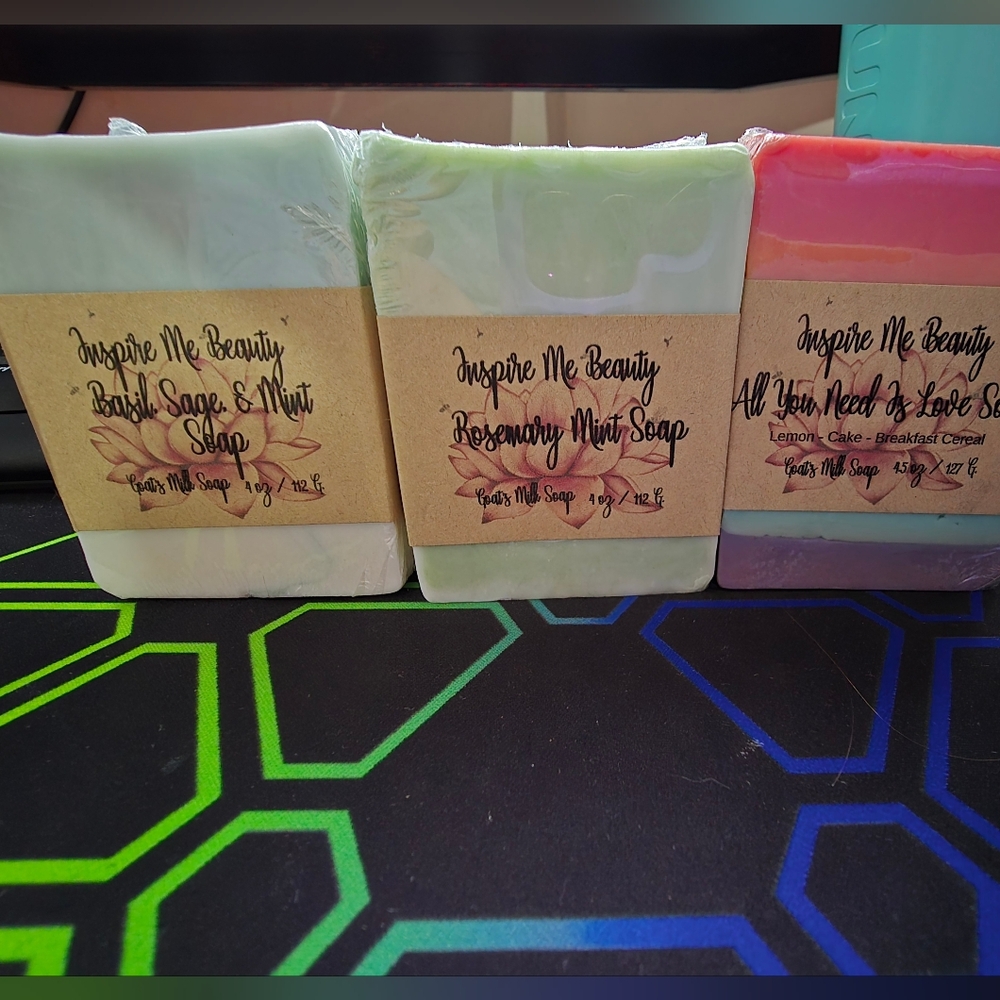 Inspire Me Beauty
Basil, Sage, & Mint
Soap
Goat's Milk Soap 4 oz / 112 G.
Inspire Me Beauty
Rosemary Mint Soap
Goat's Milk Soap 4 oz / 112 G.
Inspire Me Beauty
All You Need Is Love
Lemon - Cake - Breakfast Cereal
Goat's Milk Soap 4.5 oz / 127 G.